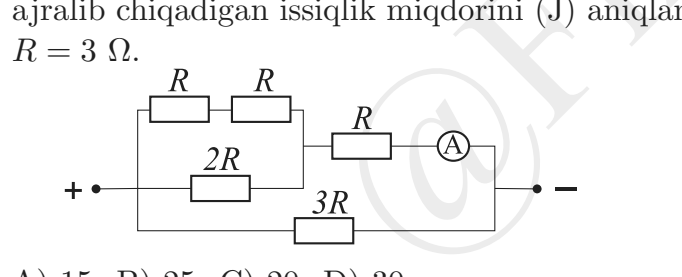 ajralib chiqadigan issiqlik miqdorini (J) aniqlan
R = 3 Ω.
R R
R
A
2R
+ −
3R
A) 15 B) 25 C) 20 D) 30